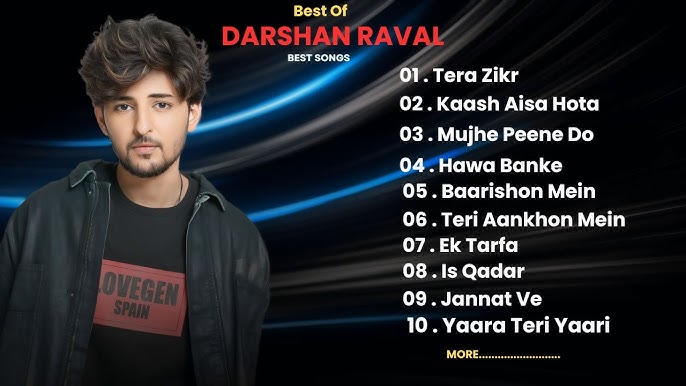 Best Of
DARSHAN RAVAL
BEST SONGS
01 . Tera Zikr
02 . Kaash Aisa Hota
03 . Mujhe Peene Do
04 . Hawa Banke
05 . Baarishon Mein
06 . Teri Aankhon Mein
07 . Ek Tarfa
08 . Is Qadar
09 . Jannat Ve
10 . Yaara Teri Yaari
MORE..........................
LOVEGEN
SPAIN